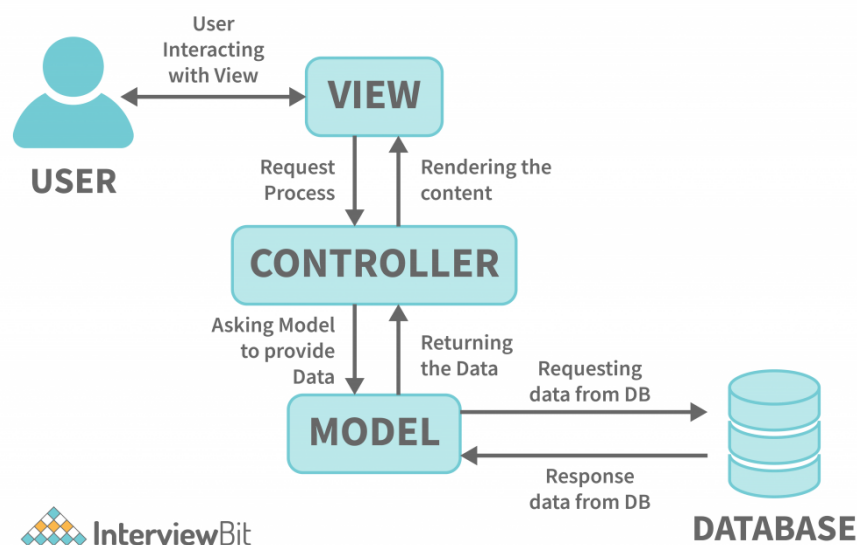 User
Interacting
with View
VIEW
USER
Request
Process
Rendering the
content
CONTROLLER
Asking Model
to provide
Data
Returning
the Data
Requesting
data from DB
MODEL
Response
data from DB
DATABASE
InterviewBit